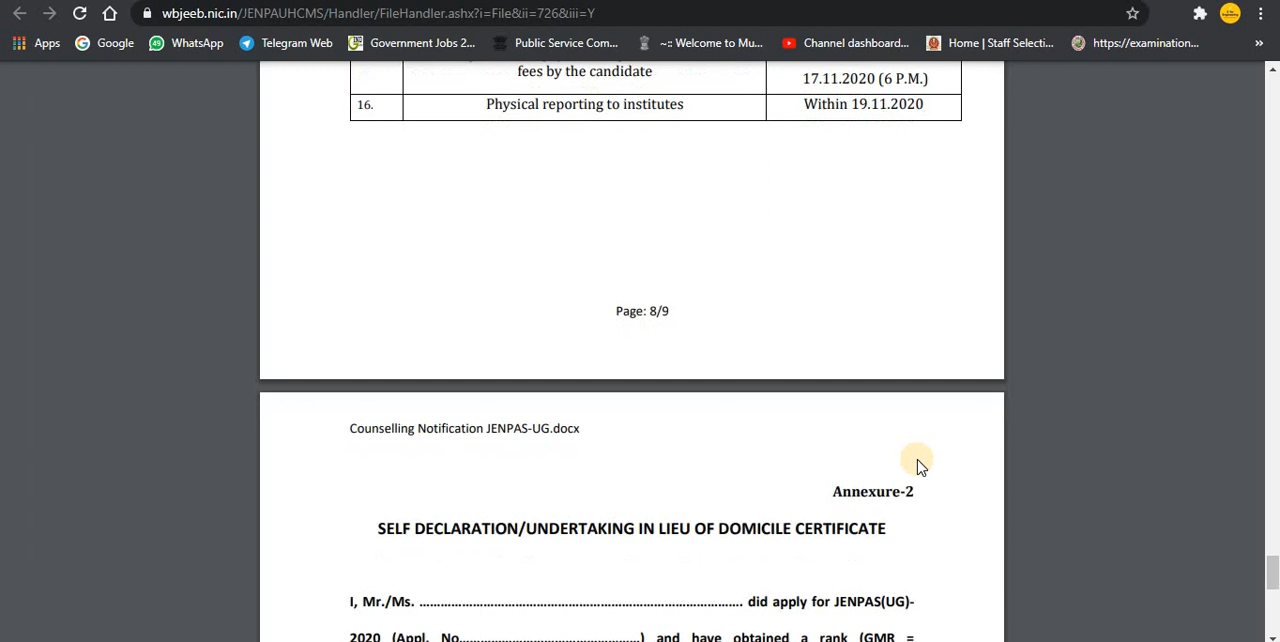 wbjeeb.nic.in/JENPAUHCMS/Handler/FileHandler.ashx?i=File&ii=726&iii=Y
Apps Google 49 WhatsApp Telegram Web Government Jobs 2... Public Service Com... ~:: Welcome to Mu... Channel dashboard... Home | Staff Selecti... https://examination... »
fees by the candidate 17.11.2020 (6 P.M.)
16. Physical reporting to institutes Within 19.11.2020
Page: 8/9
Counselling Notification JENPAS-UG.docx
Annexure-2
SELF DECLARATION/UNDERTAKING IN LIEU OF DOMICILE CERTIFICATE
I, Mr./Ms. ……………………………………………………………………………… did apply for JENPAS(UG)-
2020 (Appl. No……………………………………………) and have obtained a rank (GMR =